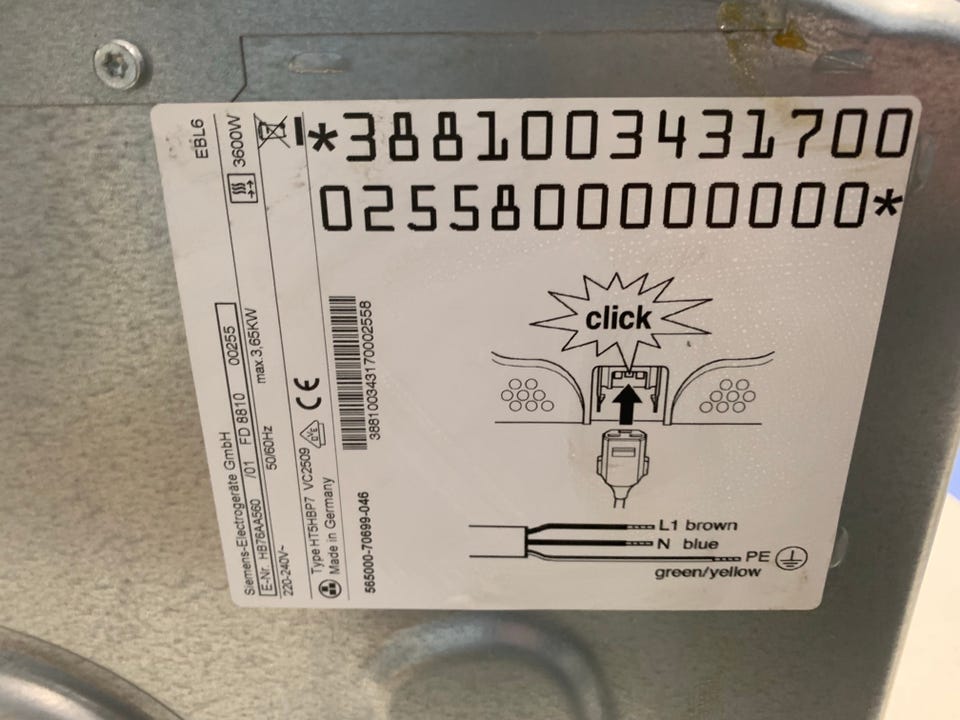 *3881003431700
0255800000000*
EBL6
3600W
Siemens-Electrogeräte GmbH
E-Nr. HB76AA560 /01 FD 8810 00255
220-240V~ 50/60Hz max.3,65KW
Type HT5HBP7 VC2509 CE
Made in Germany
388100343170002558
565000-70699-046
click
L1 brown
N blue
PE
green/yellow